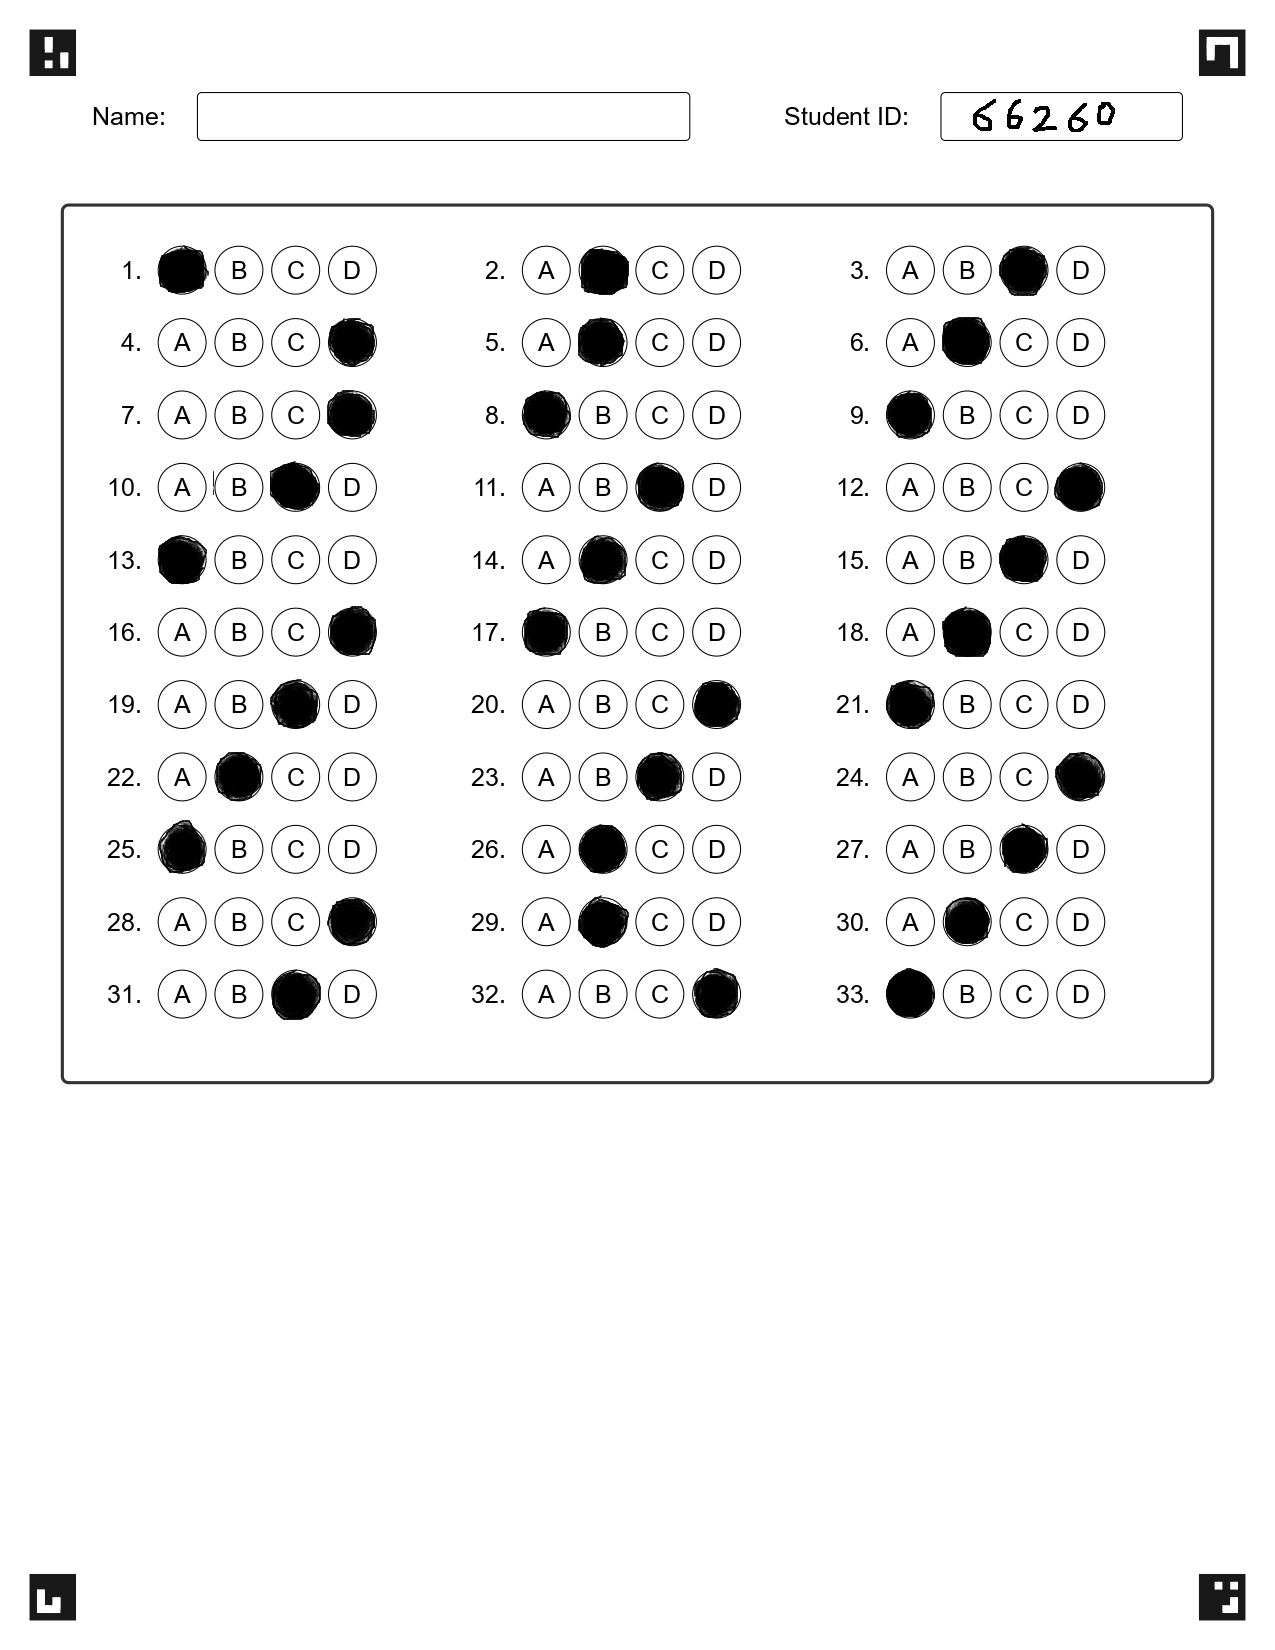 Name: Student ID: 66260
1. B C D 2. A C D 3. A B D
4. A B C 5. A C D 6. A C D
7. A B C 8. B C D 9. B C D
10. A B D 11. A B D 12. A B C
13. B C D 14. A C D 15. A B D
16. A B C 17. B C D 18. A C D
19. A B D 20. A B C 21. B C D
22. A C D 23. A B D 24. A B C
25. B C D 26. A C D 27. A B D
28. A B C 29. A C D 30. A C D
31. A B D 32. A B C 33. B C D